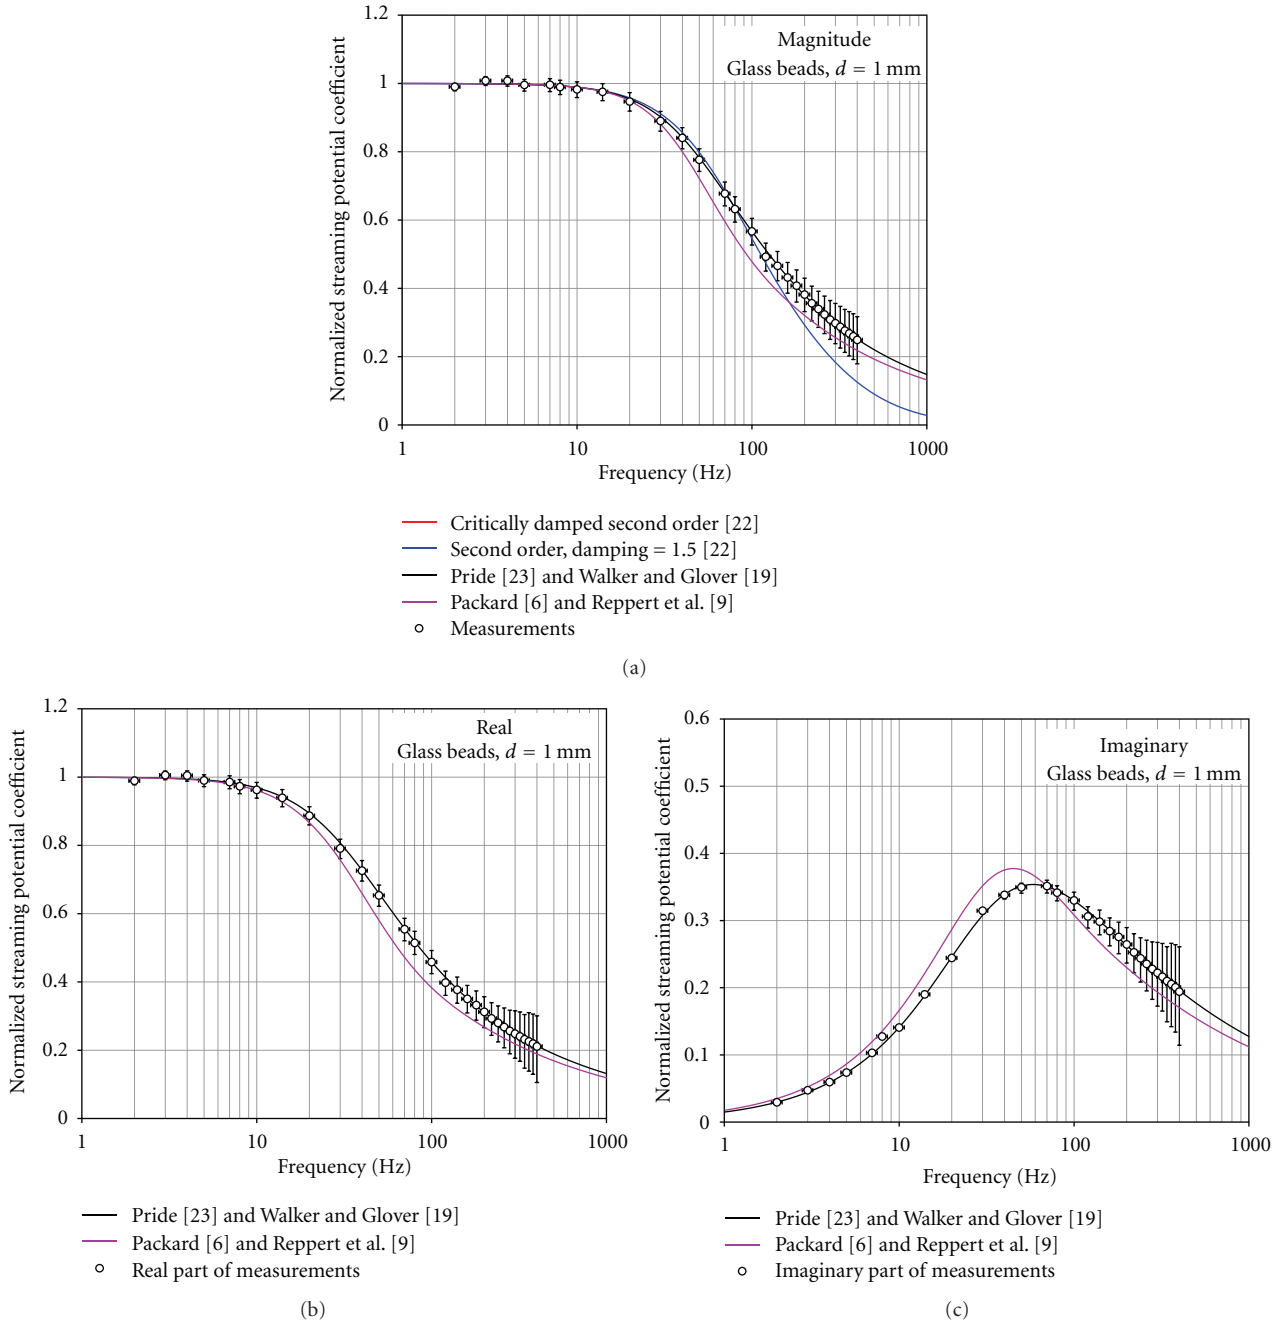 Normalized streaming potential coefficient
1.2
1
0.8
0.6
0.4
0.2
0
Magnitude
Glass beads, d = 1 mm
1
10
100
1000
Frequency (Hz)
Critically damped second order [22]
Second order, damping = 1.5 [22]
Pride [23] and Walker and Glover [19]
Packard [6] and Reppert et al. [9]
Measurements
(a)
Normalized streaming potential coefficient
1.2
1
0.8
0.6
0.4
0.2
0
Real
Glass beads, d = 1 mm
1
10
100
1000
Frequency (Hz)
Pride [23] and Walker and Glover [19]
Packard [6] and Reppert et al. [9]
Real part of measurements
(b)
Normalized streaming potential coefficient
0.6
0.5
0.4
0.3
0.2
0.1
0
Imaginary
Glass beads, d = 1 mm
1
10
100
1000
Frequency (Hz)
Pride [23] and Walker and Glover [19]
Packard [6] and Reppert et al. [9]
Imaginary part of measurements
(c)